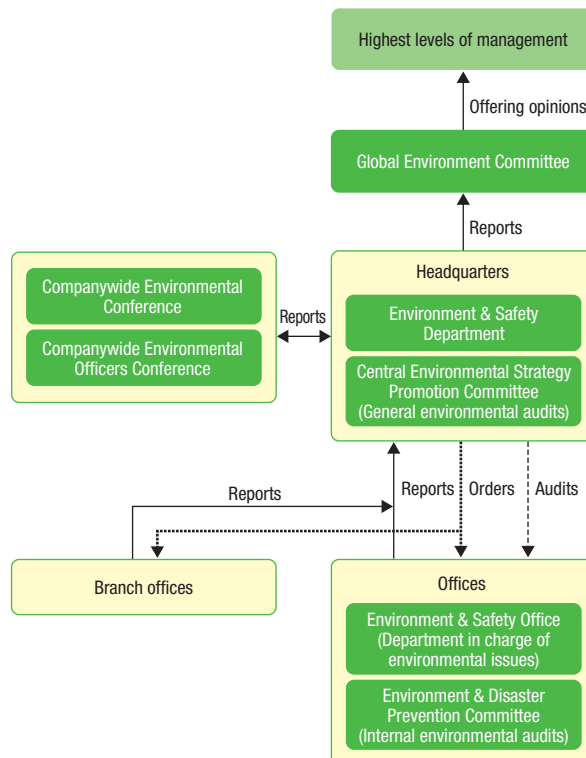 Highest levels of management
Offering opinions
Global Environment Committee
Reports
Headquarters
Companywide Environmental
Conference
Companywide Environmental
Officers Conference
Reports
Environment & Safety
Department
Central Environmental Strategy
Promotion Committee
(General environmental audits)
Reports
Reports
Orders
Audits
Branch offices
Offices
Environment & Safety Office
(Department in charge of
environmental issues)
Environment & Disaster
Prevention Committee
(Internal environmental audits)